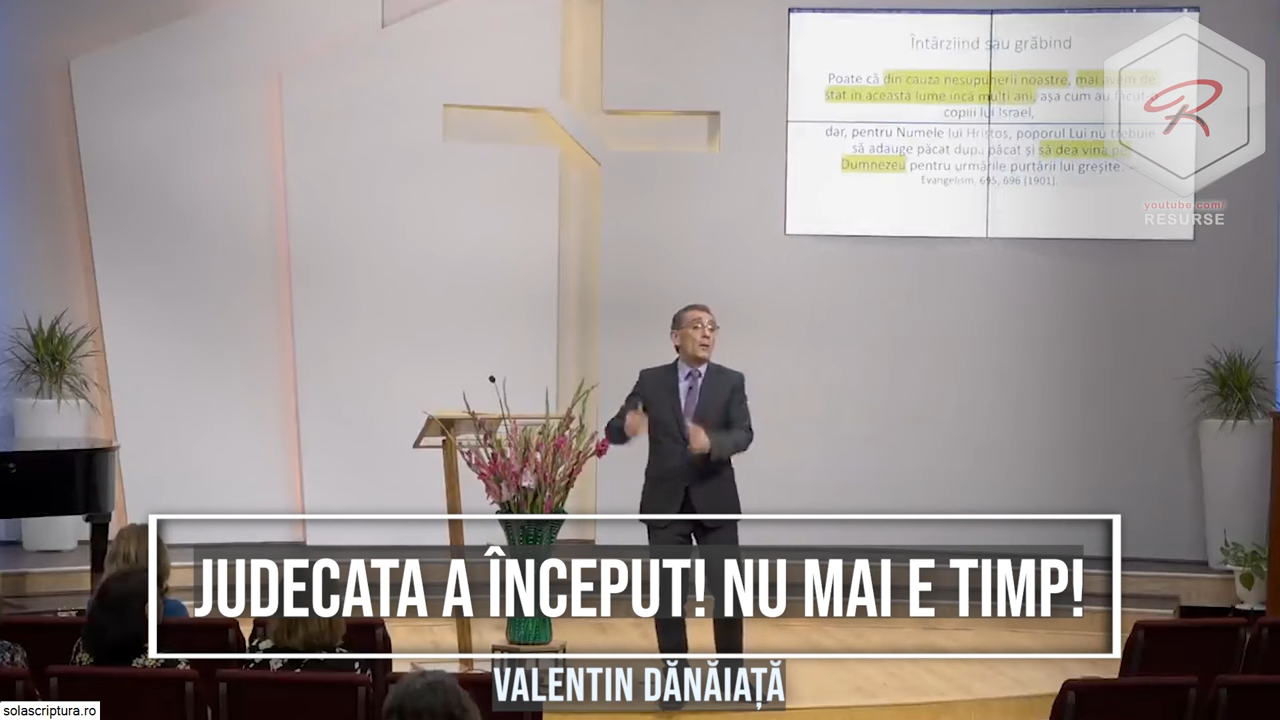 Întârziind sau grăbind
Poate că din cauza nesupunerii noastre, mai avem de
stat în această lume încă mulți ani, așa cum au făcut-o
copiii lui Israel,
dar, pentru Numele lui Hristos, poporul Lui nu trebuie
să adauge păcat după păcat și să dea vina pe
Dumnezeu pentru urmările purtării lui greșite. –
Evangelism, 695, 696 [1901].
R
youtube.com/
RESURSE
JUDECATA A ÎNCEPUT! NU MAI E TIMP!
VALENTIN DĂNĂIAȚĂ
solascriptura.ro